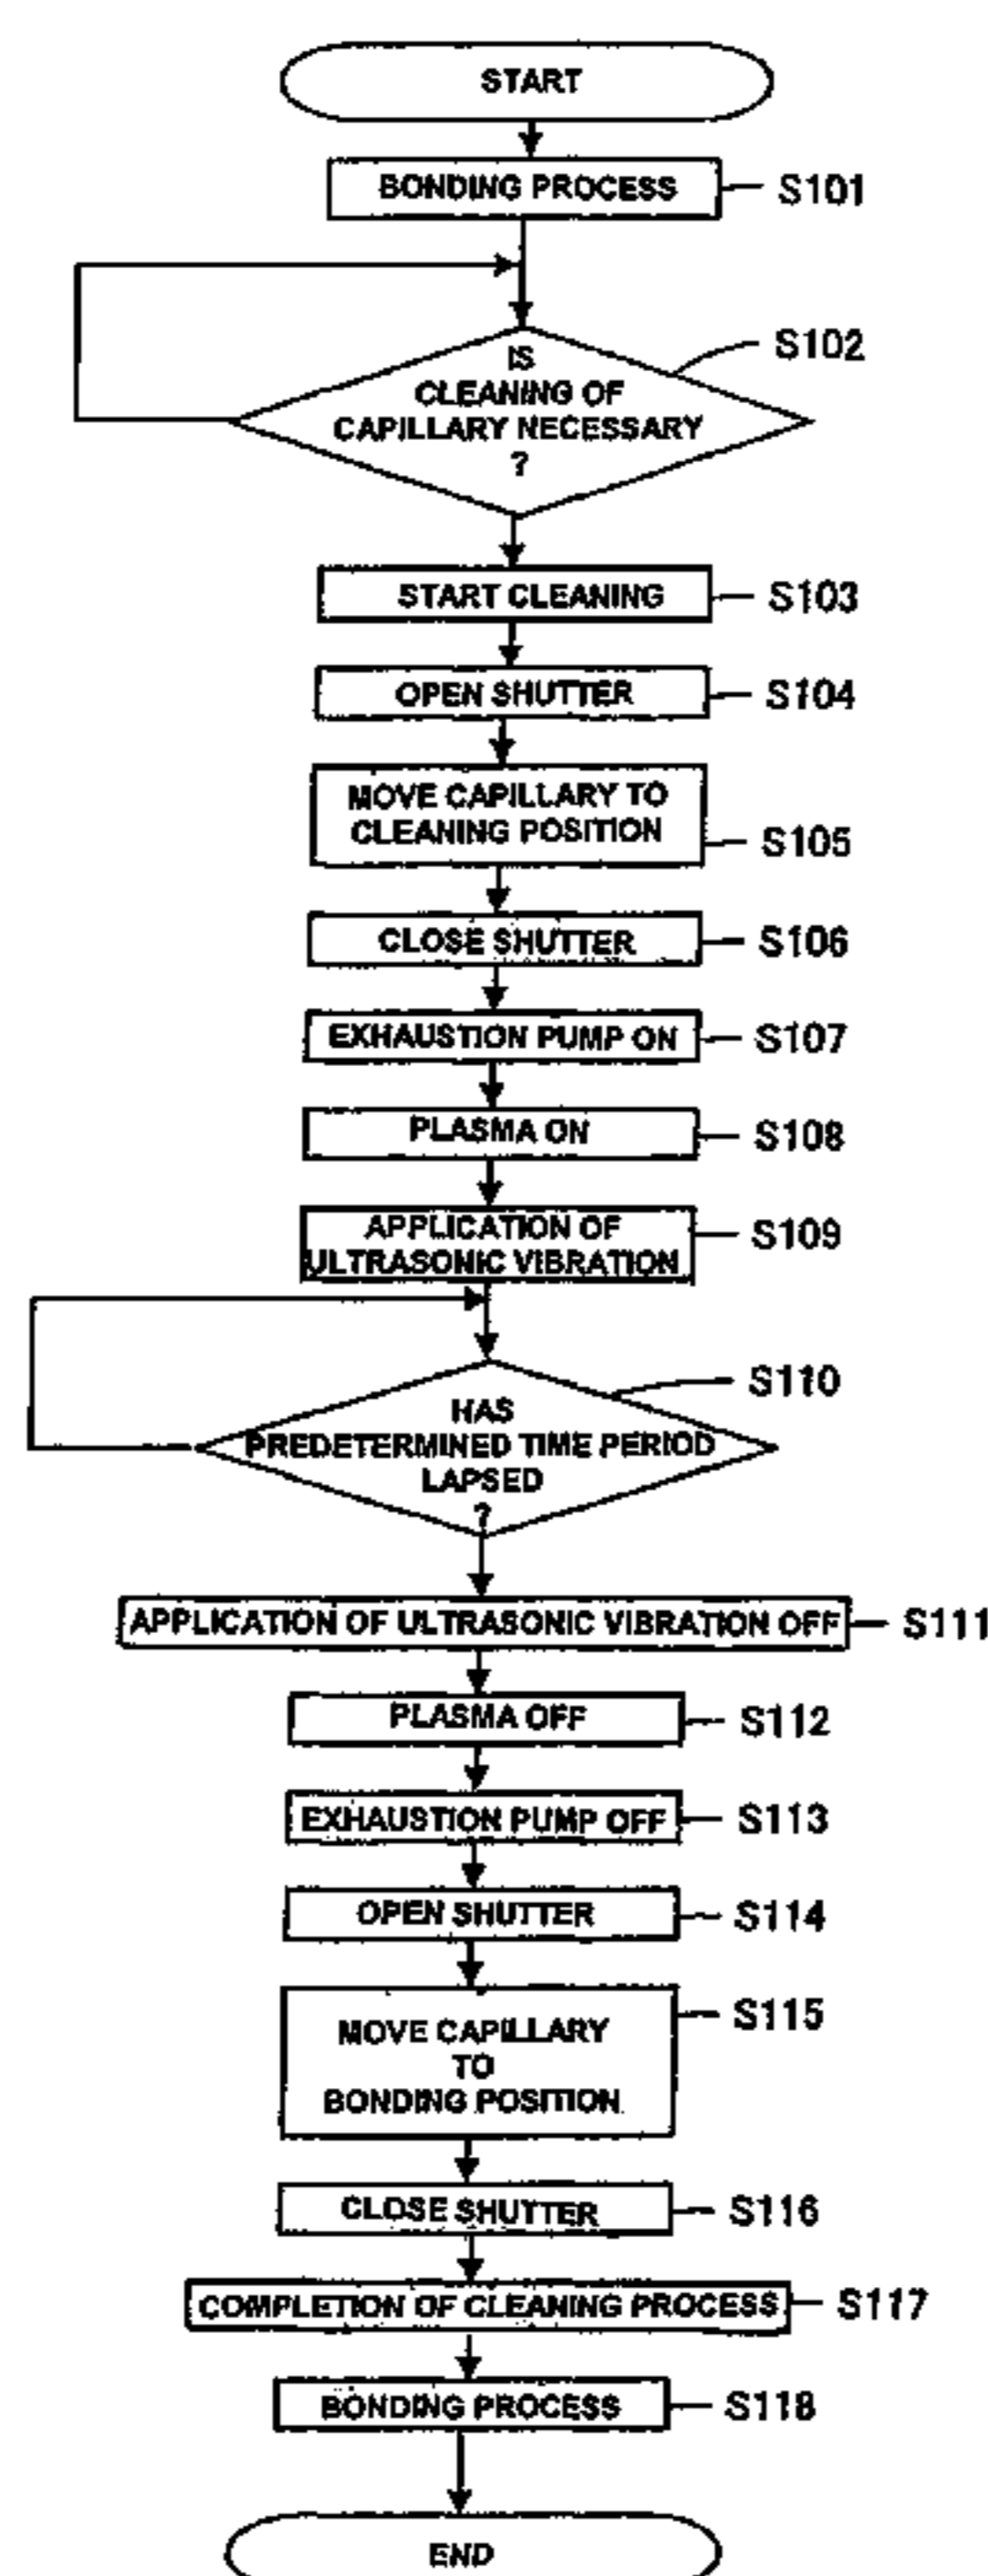 START
BONDING PROCESS
S101
IS
CLEANING OF
CAPILLARY NECESSARY
?
S102
START CLEANING
S103
OPEN SHUTTER
S104
MOVE CAPILLARY TO
CLEANING POSITION
S105
CLOSE SHUTTER
S106
EXHAUSTION PUMP ON
S107
PLASMA ON
S108
APPLICATION OF
ULTRASONIC VIBRATION
S109
HAS
PREDETERMINED TIME PERIOD
LAPSED
?
S110
APPLICATION OF ULTRASONIC VIBRATION OFF
S111
PLASMA OFF
S112
EXHAUSTION PUMP OFF
S113
OPEN SHUTTER
S114
MOVE CAPILLARY
TO
BONDING POSITION
S115
CLOSE SHUTTER
S116
COMPLETION OF CLEANING PROCESS
S117
BONDING PROCESS
S118
END